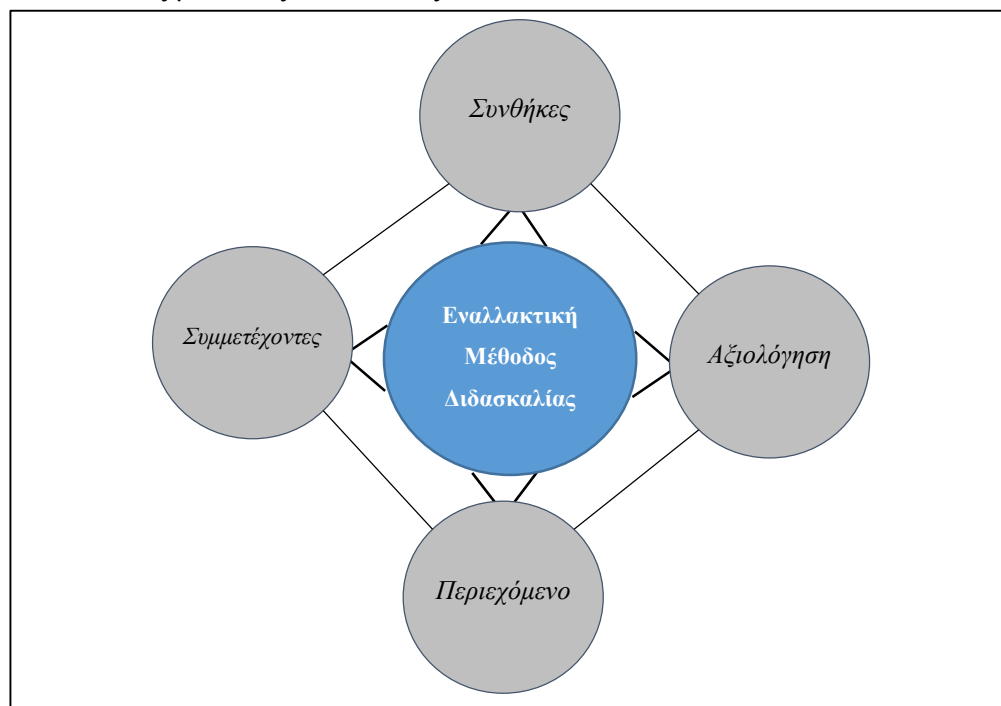 Συνθήκες
Συμμετέχοντες
Εναλλακτική
Μέθοδος
Διδασκαλίας
Αξιολόγηση
Περιεχόμενο